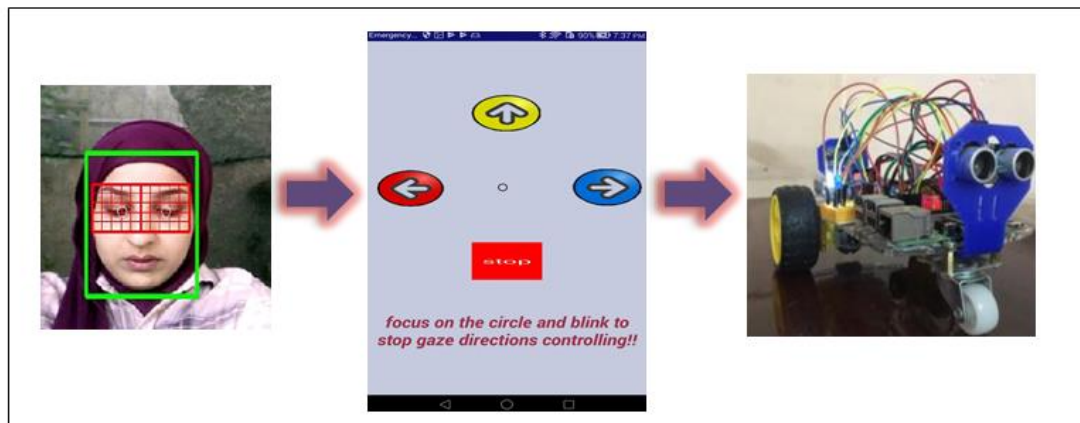 Emergency... 90% 7:37 PM
stop
focus on the circle and blink to
stop gaze directions controlling!!